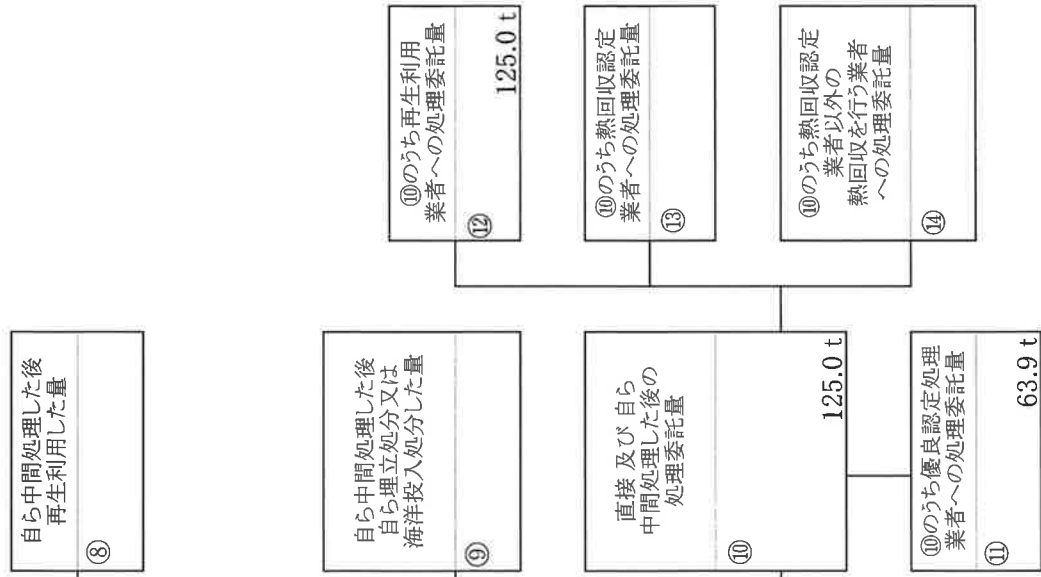 自ら中間処理した後
再生利用した量
⑧
自ら中間処理した後
自ら埋立処分又は
海洋投入処分した量
⑨
直接 及び 自ら
中間処理した後の
処理委託量
⑩
125.0 t
⑩のうち優良認定処理
業者への処理委託量
⑪
63.9 t
⑩のうち再生利用
業者への処理委託量
⑫
125.0 t
⑩のうち熱回収認定
業者への処理委託量
⑬
⑩のうち熱回収認定
業者以外の
熱回収を行う業者
への処理委託量
⑭